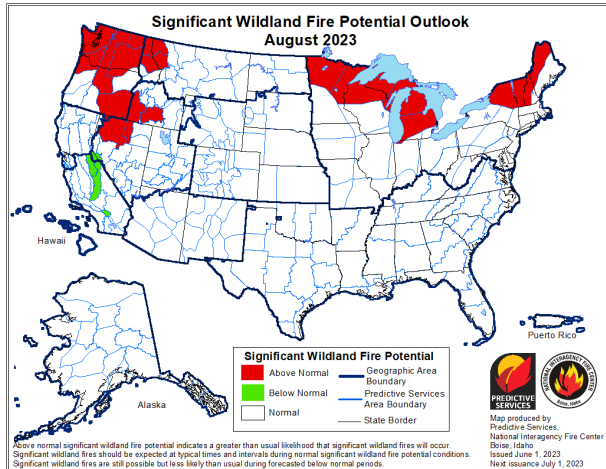 Significant Wildland Fire Potential Outlook
August 2023
Hawaii
Puerto Rico
Alaska
Significant Wildland Fire Potential
Above Normal
Below Normal
Normal
Geographic Area
Boundary
Predictive Services
Area Boundary
State Border
PREDICTIVE
SERVICES
NATIONAL INTERAGENCY FIRE CENTER
Boise, Idaho
Map produced by
Predictive Services,
National Interagency Fire Center
Boise, Idaho
Issued June 1, 2023
Next issuance July 1, 2023
Above normal significant wildland fire potential indicates a greater than usual likelihood that significant wildland fires will occur.
Significant wildland fires should be expected at typical times and intervals during normal significant wildland fire potential conditions.
Significant wildland fires are still possible but less likely than usual during forecasted below normal periods.